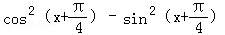 cos² (x+π/4) - sin² (x+π/4)